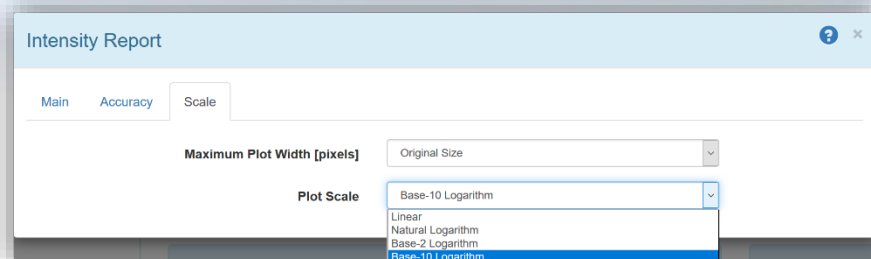 Intensity Report
? ×
Main Accuracy Scale
Maximum Plot Width [pixels] Original Size
Plot Scale Base-10 Logarithm
Linear
Natural Logarithm
Base-2 Logarithm
Base-10 Logarithm